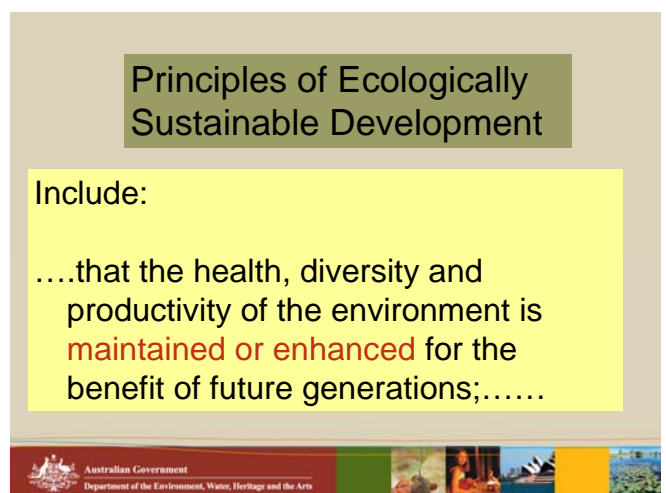 Principles of Ecologically
Sustainable Development
Include:
….that the health, diversity and
productivity of the environment is
maintained or enhanced for the
benefit of future generations;……
Australian Government
Department of the Environment, Water, Heritage and the Arts